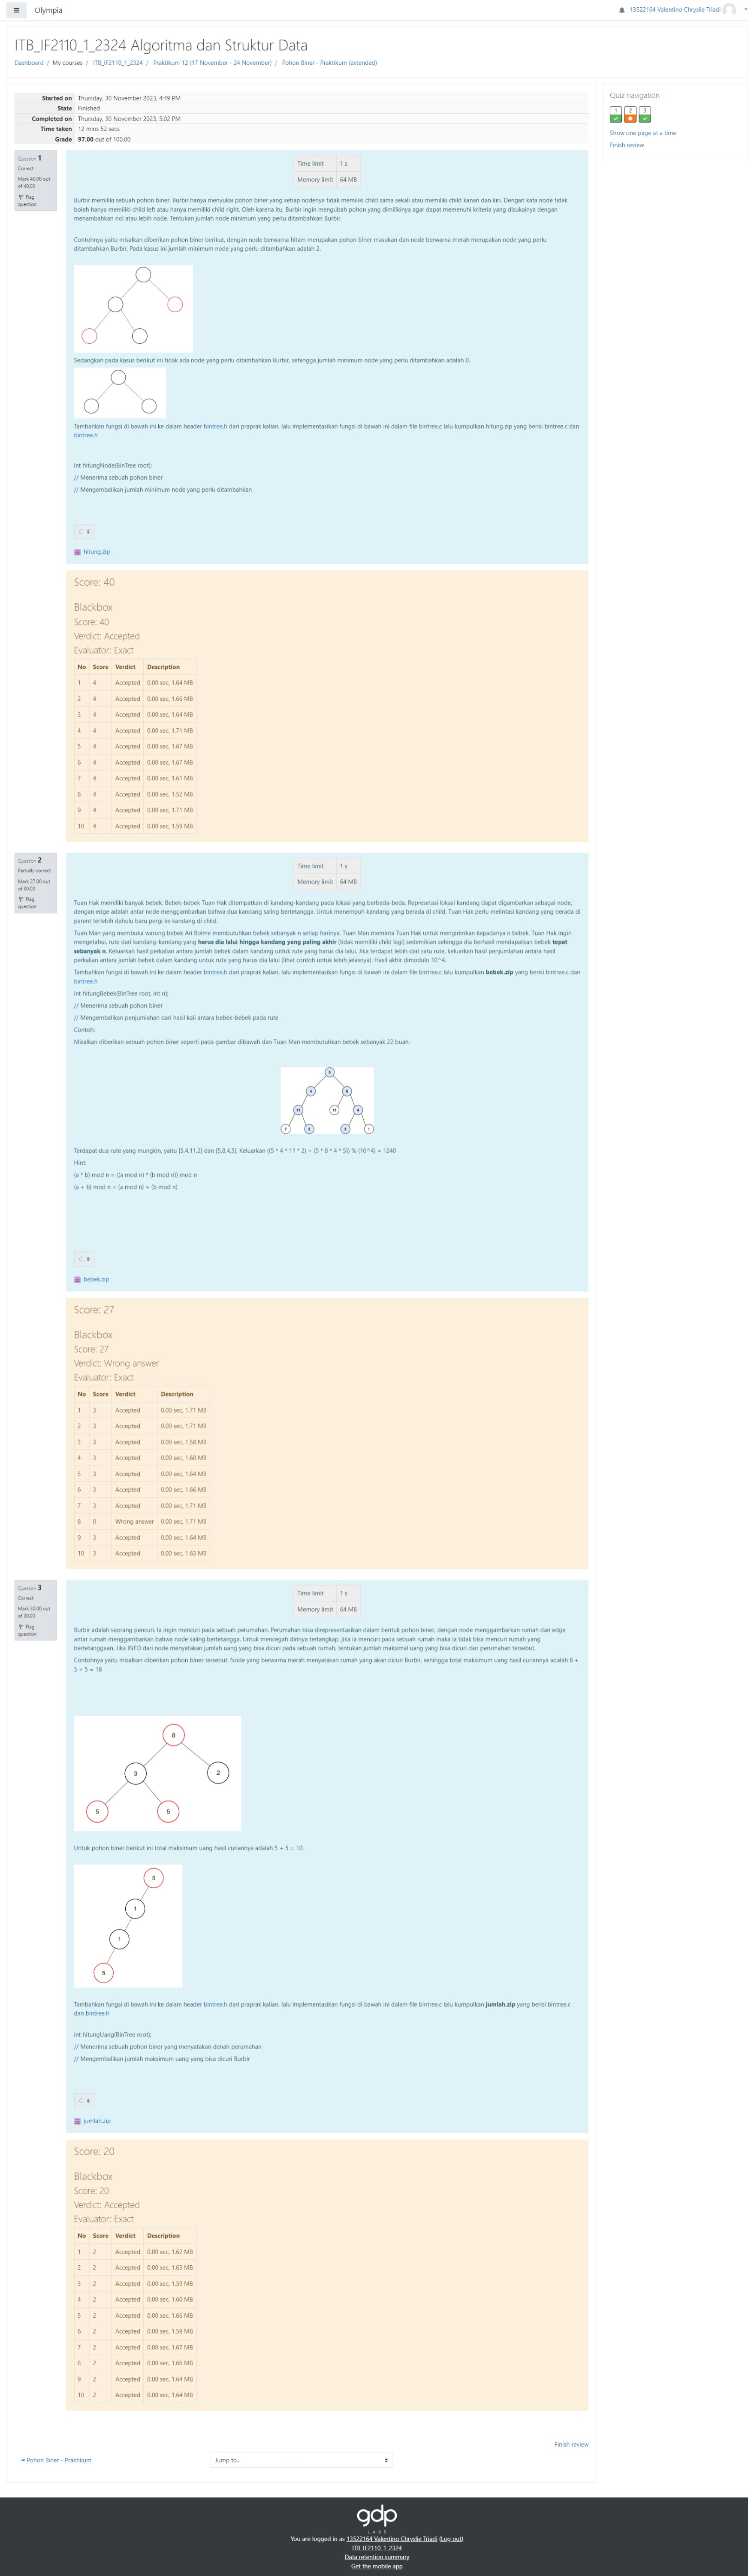 Olympia
13522164 Valentino Chryslie Triadi
ITB_IF2110_1_2324 Algoritma dan Struktur Data
Dashboard / My courses / ITB_IF2110_1_2324 / Praktikum 12 (17 November - 24 November) / Pohon Biner - Praktikum (extended)
Started on Thursday, 30 November 2023, 4:49 PM
State Finished
Completed on Thursday, 30 November 2023, 5:02 PM
Time taken 12 mins 52 secs
Grade 97.00 out of 100.00
Quiz navigation
1 2 3
Show one page at a time
Finish review
Question 1
Correct
Mark 40.00 out
of 40.00
Flag
question
Time limit 1 s
Memory limit 64 MB
Burbir memiliki sebuah pohon biner. Burbir hanya menyukai pohon biner yang setiap nodenya tidak memiliki child sama sekali atau memiliki child kanan dan kiri. Dengan kata node tidak
boleh hanya memiliki child left atau hanya memiliki child right. Oleh karena itu, Burbir ingin mengubah pohon yang dimilikinya agar dapat memenuhi kriteria yang disukainya dengan
menambahkan nol atau lebih node. Tentukan jumlah node minimum yang perlu ditambahkan Burbir.
Contohnya yaitu misalkan diberikan pohon biner berikut, dengan node berwarna hitam merupakan pohon biner masukan dan node berwarna merah merupakan node yang perlu
ditambahkan Burbir. Pada kasus ini jumlah minimum node yang perlu ditambahkan adalah 2.
Sedangkan pada kasus berikut ini tidak ada node yang perlu ditambahkan Burbir, sehingga jumlah minimum node yang perlu ditambahkan adalah 0.
Tambahkan fungsi di bawah ini ke dalam header bintree.h dari praprak kalian, lalu implementasikan fungsi di bawah ini dalam file bintree.c lalu kumpulkan hitung.zip yang berisi bintree.c dan
bintree.h
int hitungNode(BinTree root);
// Menerima sebuah pohon biner
// Mengembalikan jumlah minimum node yang perlu ditambahkan
C
hitung.zip
Score: 40
Blackbox
Score: 40
Verdict: Accepted
Evaluator: Exact
No Score Verdict Description
1 4 Accepted 0.00 sec, 1.64 MB
2 4 Accepted 0.00 sec, 1.66 MB
3 4 Accepted 0.00 sec, 1.64 MB
4 4 Accepted 0.00 sec, 1.71 MB
5 4 Accepted 0.00 sec, 1.67 MB
6 4 Accepted 0.00 sec, 1.67 MB
7 4 Accepted 0.00 sec, 1.61 MB
8 4 Accepted 0.00 sec, 1.52 MB
9 4 Accepted 0.00 sec, 1.71 MB
10 4 Accepted 0.00 sec, 1.59 MB
Question 2
Partially correct
Mark 27.00 out
of 30.00
Flag
question
Time limit 1 s
Memory limit 64 MB
Tuan Hak memiliki banyak bebek. Bebek-bebek Tuan Hak ditempatkan di kandang-kandang pada lokasi yang berbeda-beda. Representasi lokasi kandang dapat digambarkan sebagai node,
dengan edge adalah antar node menggambarkan bahwa dua kandang saling bertetangga. Untuk menempuh kandang yang berada di child, Tuan Hak perlu melintasi kandang yang berada di
parent terlebih dahulu baru pergi ke kandang di child.
Tuan Man yang membuka warung bebek Ari Bolme membutuhkan bebek sebanyak n setiap harinya. Tuan Man meminta Tuan Hak untuk mengirimkan kepadanya n bebek. Tuan Hak ingin
mengetahui, rute dari kandang-kandang yang harus dia lalui hingga kandang yang paling akhir (tidak memiliki child lagi) sedemikian sehingga dia berhasil mendapatkan bebek tepat
sebanyak n. Keluarkan hasil perkalian antara jumlah bebek dalam kandang untuk rute yang harus dia lalui. Jika terdapat lebih dari satu rute, keluarkan hasil penjumlahan antara hasil
perkalian antara jumlah bebek dalam kandang untuk rute yang harus dia lalui (lihat contoh untuk lebih jelasnya). Hasil akhir dimodulo 10^4.
Tambahkan fungsi di bawah ini ke dalam header bintree.h dari praprak kalian, lalu implementasikan fungsi di bawah ini dalam file bintree.c lalu kumpulkan bebek.zip yang berisi bintree.c dan
bintree.h
int hitungBebek(BinTree root, int n);
// Menerima sebuah pohon biner
// Mengembalikan penjumlahan dari hasil kali antara bebek-bebek pada rute
Contoh:
Misalkan diberikan sebuah pohon biner seperti pada gambar dibawah dan Tuan Man membutuhkan bebek sebanyak 22 buah.
5
4 8
11 13 4
7 2 5 1
Terdapat dua rute yang mungkin, yaitu [5,4,11,2] dan [5,8,4,5]. Keluarkan ((5 * 4 * 11 * 2) + (5 * 8 * 4 * 5)) % (10^4) = 1240
Hint:
(a * b) mod n = ((a mod n) * (b mod n)) mod n
(a + b) mod n = (a mod n) + (b mod n)
C
bebek.zip
Score: 27
Blackbox
Score: 27
Verdict: Wrong answer
Evaluator: Exact
No Score Verdict Description
1 3 Accepted 0.00 sec, 1.71 MB
2 3 Accepted 0.00 sec, 1.71 MB
3 3 Accepted 0.00 sec, 1.58 MB
4 3 Accepted 0.00 sec, 1.60 MB
5 3 Accepted 0.00 sec, 1.64 MB
6 3 Accepted 0.00 sec, 1.66 MB
7 3 Accepted 0.00 sec, 1.71 MB
8 0 Wrong answer 0.00 sec, 1.71 MB
9 3 Accepted 0.00 sec, 1.64 MB
10 3 Accepted 0.00 sec, 1.63 MB
Question 3
Correct
Mark 30.00 out
of 30.00
Flag
question
Time limit 1 s
Memory limit 64 MB
Burbir adalah seorang pencuri. Ia ingin mencuri pada sebuah perumahan. Perumahan bisa direpresentasikan dalam bentuk pohon biner, dengan node menggambarkan rumah dan edge
antar rumah menggambarkan bahwa node saling bertetangga. Untuk mencegah dirinya tertangkap, jika ia mencuri pada sebuah rumah maka ia tidak bisa mencuri rumah yang
bertetanggaan. Jika INFO dari node menyatakan jumlah uang yang bisa dicuri pada sebuah rumah, tentukan jumlah maksimal uang yang bisa dicuri dari perumahan tersebut.
Contohnya yaitu misalkan diberikan pohon biner tersebut. Node yang berwarna merah menyatakan rumah yang akan dicuri Burbir, sehingga total maksimum uang hasil curiannya adalah 8 +
5 + 5 = 18
8
3 2
5 5
Untuk pohon biner berikut ini total maksimum uang hasil curiannya adalah 5 + 5 = 10.
5
1
1
5
Tambahkan fungsi di bawah ini ke dalam header bintree.h dari praprak kalian, lalu implementasikan fungsi di bawah ini dalam file bintree.c lalu kumpulkan jumlah.zip yang berisi bintree.c
dan bintree.h
int hitungUang(BinTree root);
// Menerima sebuah pohon biner yang menyatakan denah perumahan
// Mengembalikan jumlah maksimum uang yang bisa dicuri Burbir
C
jumlah.zip
Score: 20
Blackbox
Score: 20
Verdict: Accepted
Evaluator: Exact
No Score Verdict Description
1 2 Accepted 0.00 sec, 1.62 MB
2 2 Accepted 0.00 sec, 1.63 MB
3 2 Accepted 0.00 sec, 1.59 MB
4 2 Accepted 0.00 sec, 1.60 MB
5 2 Accepted 0.00 sec, 1.66 MB
6 2 Accepted 0.00 sec, 1.59 MB
7 2 Accepted 0.00 sec, 1.67 MB
8 2 Accepted 0.00 sec, 1.66 MB
9 2 Accepted 0.00 sec, 1.64 MB
10 2 Accepted 0.00 sec, 1.64 MB
Finish review
◄ Pohon Biner - Praktikum
Jump to...
gdp
LABS
You are logged in as 13522164 Valentino Chryslie Triadi (Log out)
ITB_IF2110_1_2324
Data retention summary
Get the mobile app